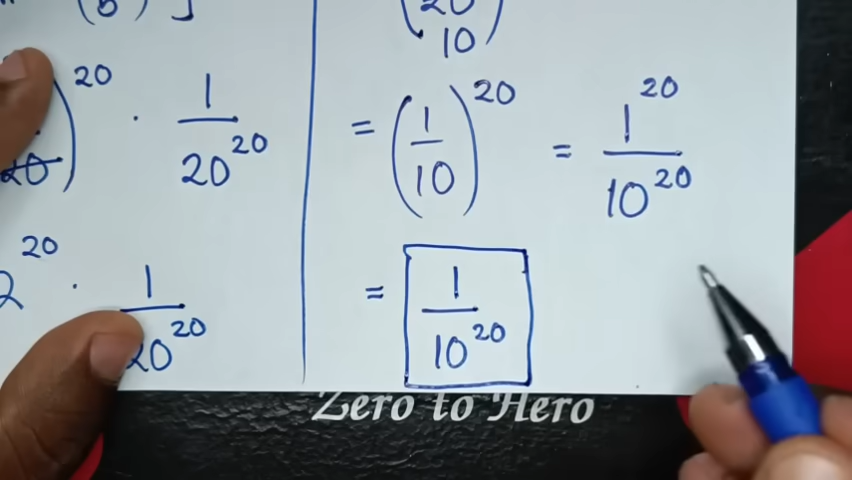 (b) ]
)^20 · 1/20^20
2^20 · 1/20^20
(20/10)
= (1/10)^20 = 1^20/10^20
= 1/10^20
Zero to Hero